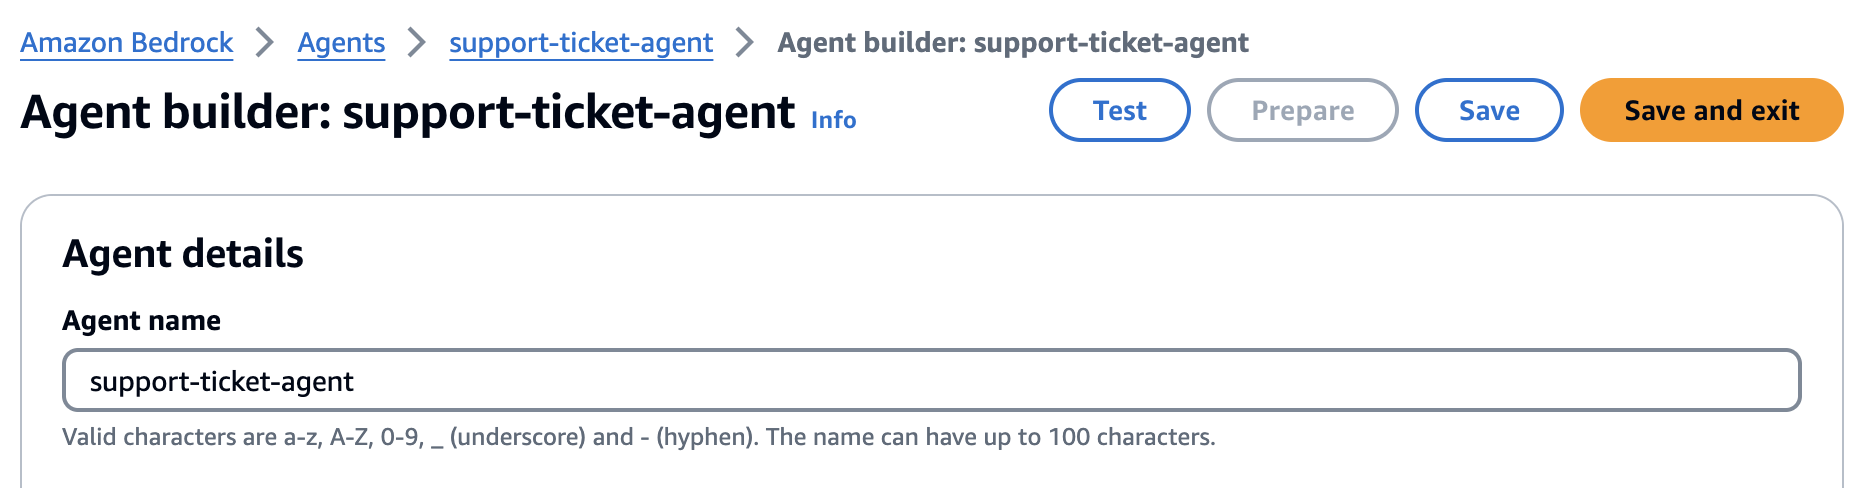 Amazon Bedrock > Agents > support-ticket-agent > Agent builder: support-ticket-agent
Agent builder: support-ticket-agent Info Test Prepare Save Save and exit
Agent details
Agent name
support-ticket-agent
Valid characters are a-z, A-Z, 0-9, _ (underscore) and - (hyphen). The name can have up to 100 characters.